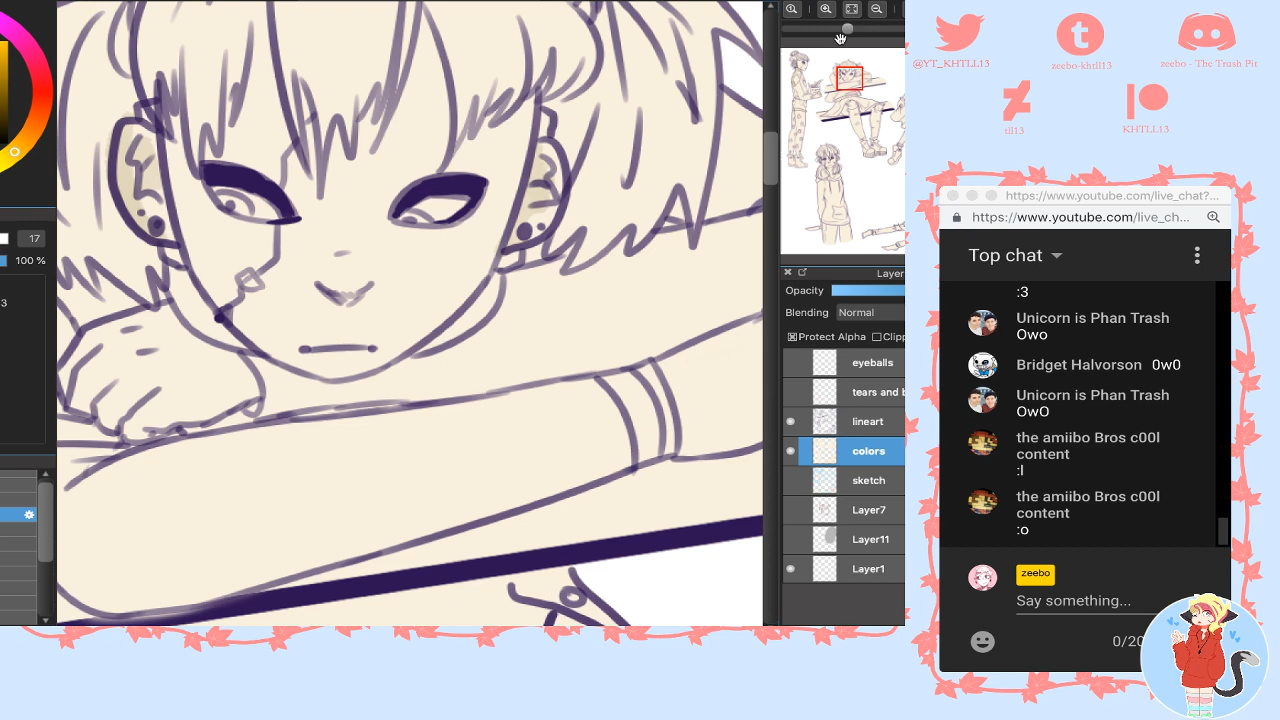 17
100 %
3
Layer
Opacity
Blending Normal
Protect Alpha Clipp
eyeballs
tears and b
lineart
colors
sketch
Layer7
Layer11
Layer1
@YT_KHTLL13
zeebo-khtll13
zeebo - The Trash Pit
tll13
KHTLL13
https://www.youtube.com/live_chat?...
https://www.youtube.com/live_ch...
Top chat
:3
Unicorn is Phan Trash
Owo
Bridget Halvorson 0w0
Unicorn is Phan Trash
OwO
the amiibo Bros c00l
content
:l
the amiibo Bros c00l
content
:o
zeebo
Say something...
0/20